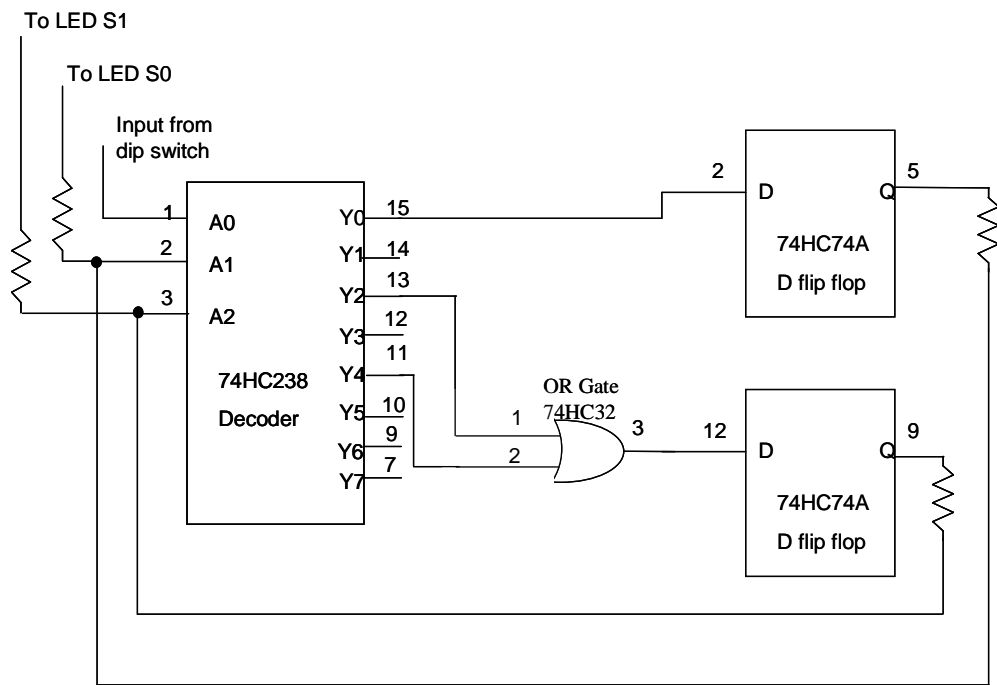 To LED S1
To LED S0
Input from
dip switch
1
2
3
A0
A1
A2
74HC238
Decoder
Y0
Y1
Y2
Y3
Y4
Y5
Y6
Y7
15
14
13
12
11
10
9
7
OR Gate
74HC32
1
2
3
2
D
Q
5
74HC74A
D flip flop
12
D
Q
9
74HC74A
D flip flop